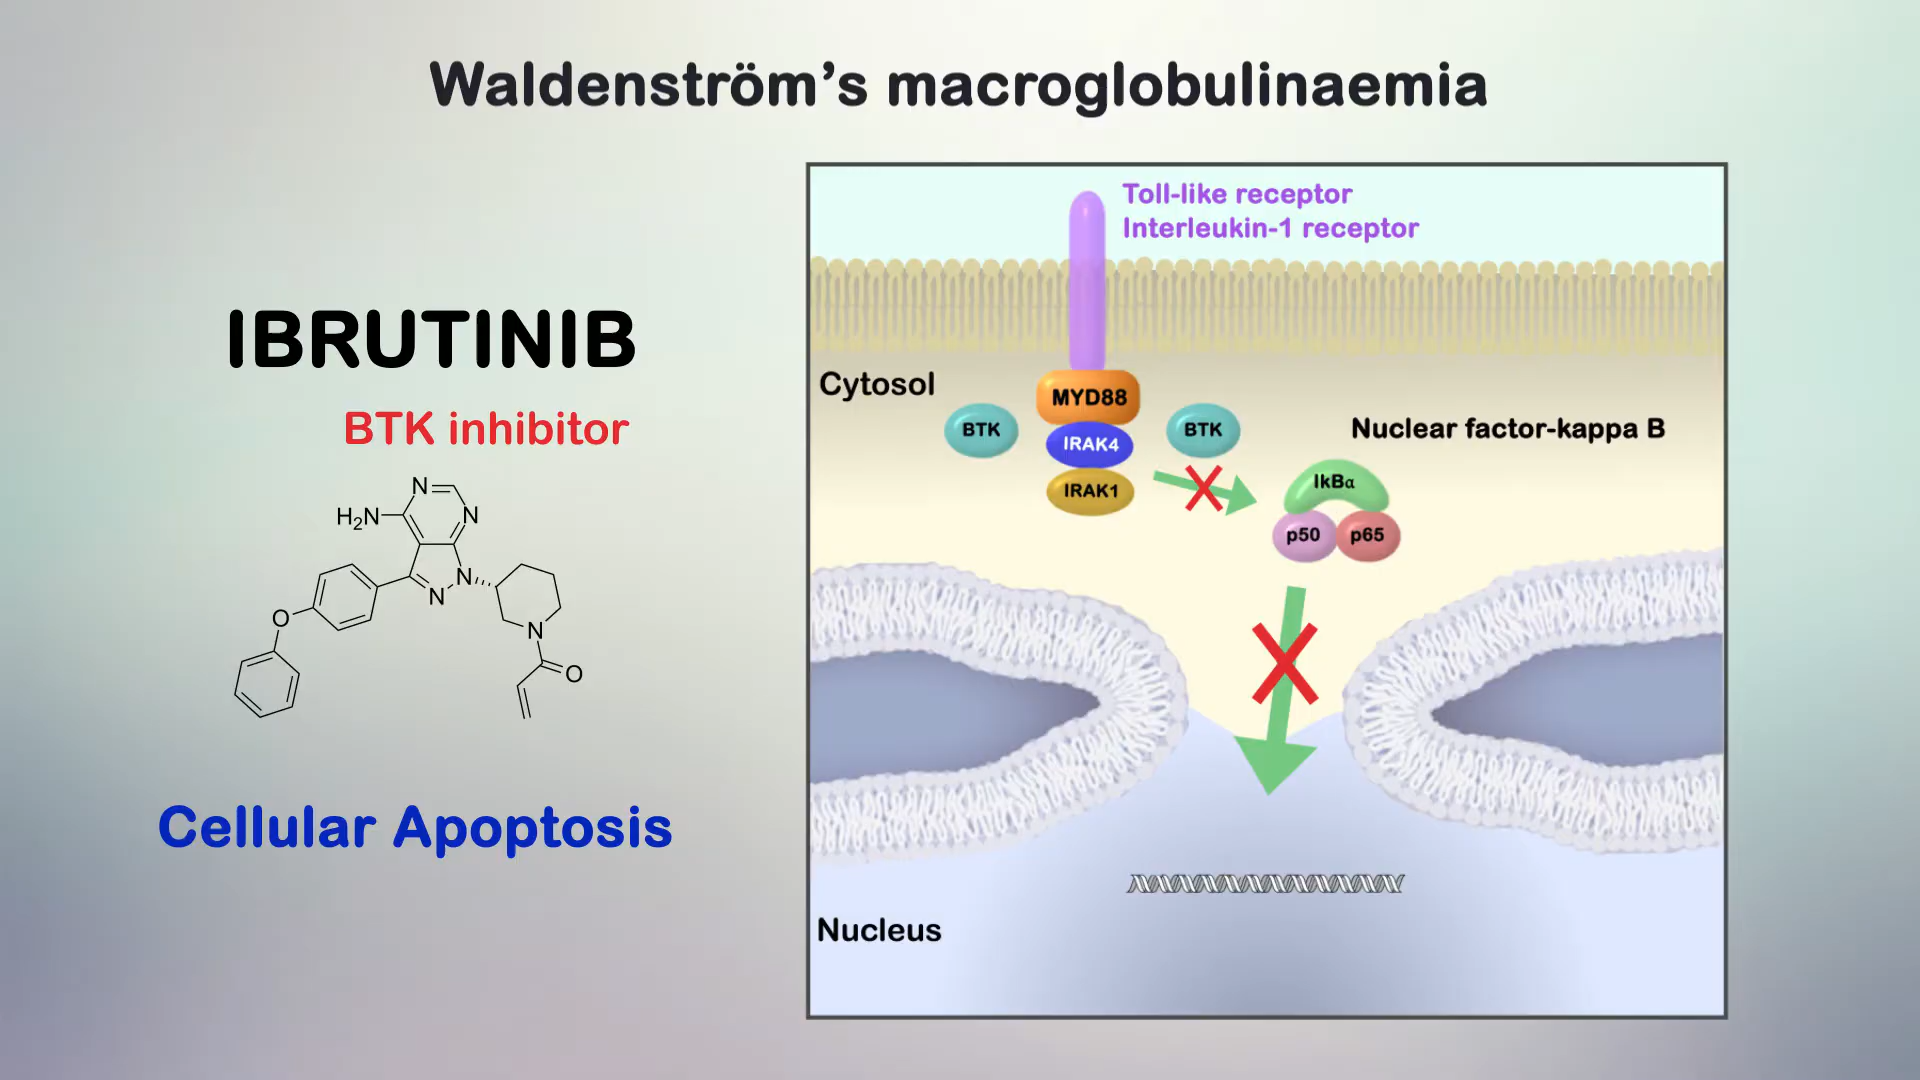 Waldenström’s macroglobulinaemia
IBRUTINIB
BTK inhibitor
N
N
H₂N
N
N
O
N
O
Cellular Apoptosis
Toll-like receptor
Interleukin-1 receptor
Cytosol
MYD88
BTK
IRAK4
BTK
IRAK1
Nuclear factor-kappa B
IkBα
p50
p65
Nucleus